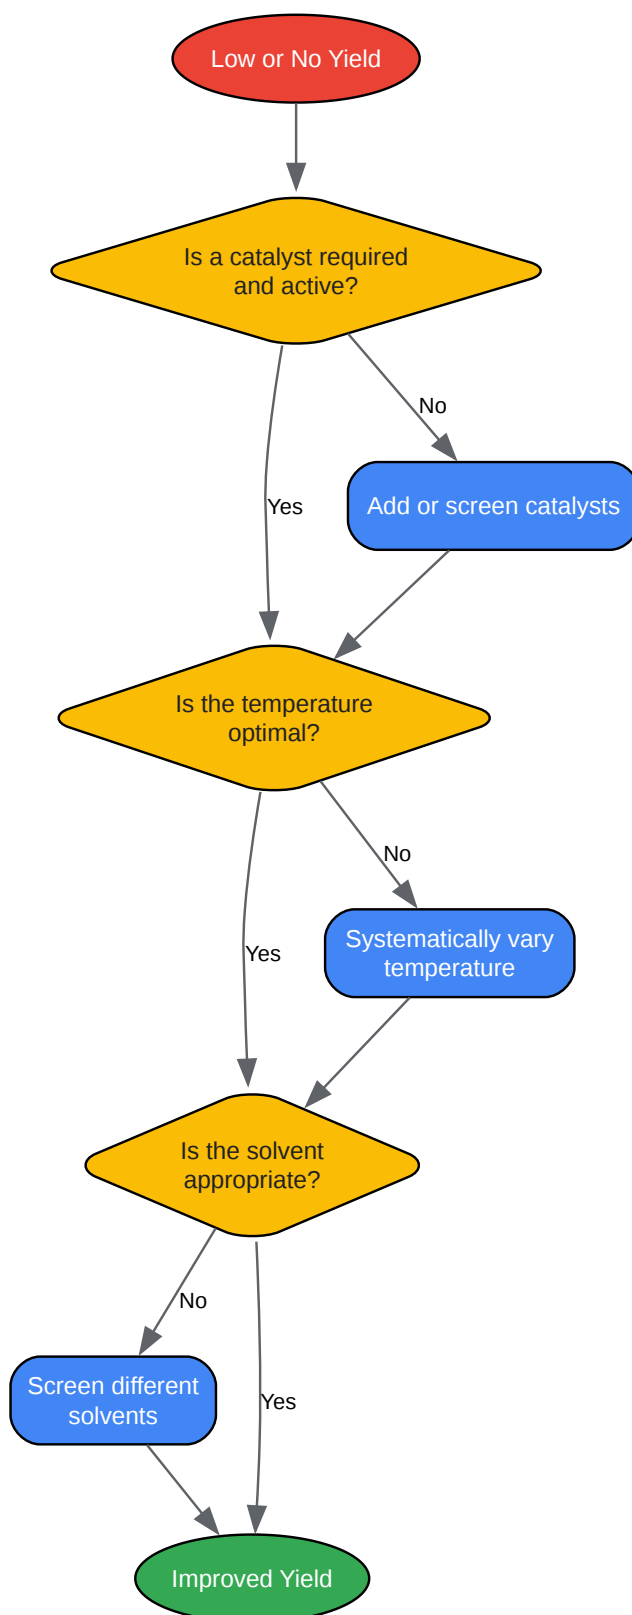 Low or No Yield
Is a catalyst required
and active?
No
Add or screen catalysts
Yes
Is the temperature
optimal?
No
Systematically vary
temperature
Yes
Is the solvent
appropriate?
No
Screen different
solvents
Yes
Improved Yield